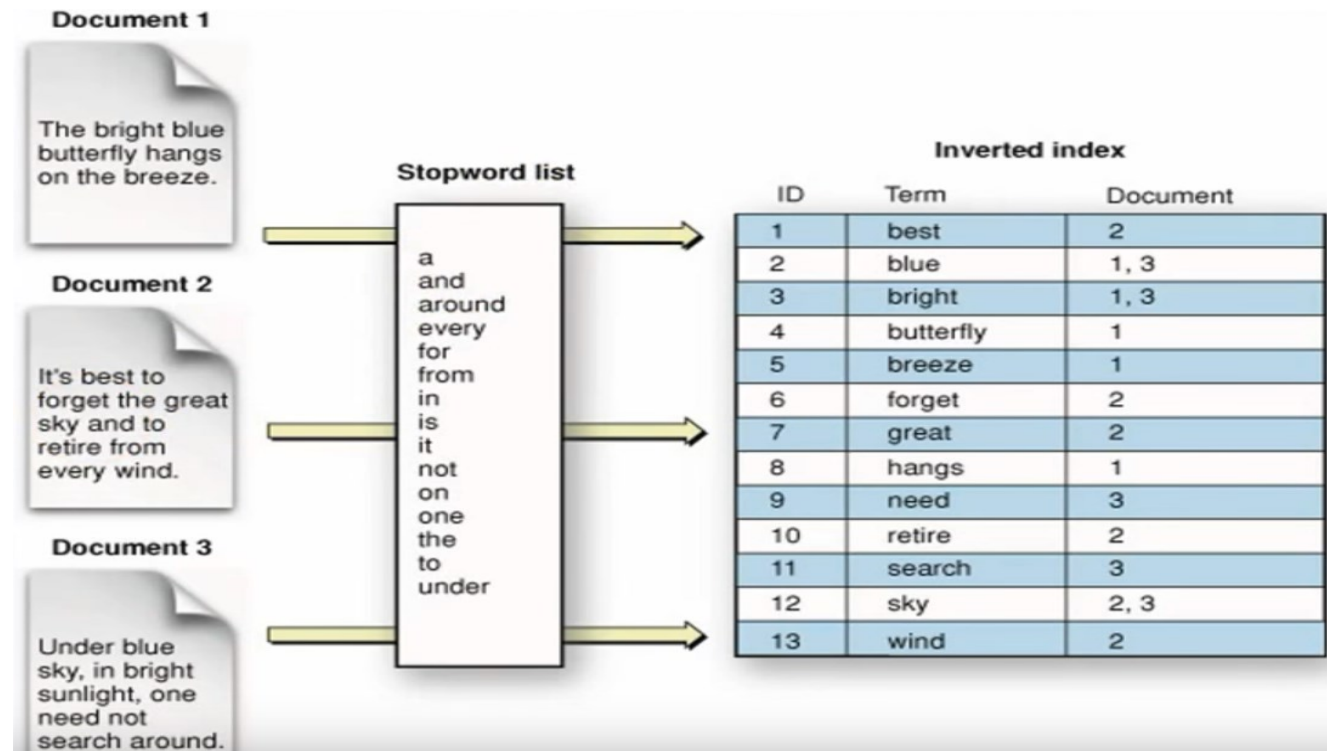 Document 1
The bright blue
butterfly hangs
on the breeze.
Document 2
It's best to
forget the great
sky and to
retire from
every wind.
Document 3
Under blue
sky, in bright
sunlight, one
need not
search around.
Stopword list
a
and
around
every
for
from
in
is
it
not
on
one
the
to
under
Inverted index
ID Term Document
1 best 2
2 blue 1, 3
3 bright 1, 3
4 butterfly 1
5 breeze 1
6 forget 2
7 great 2
8 hangs 1
9 need 3
10 retire 2
11 search 3
12 sky 2, 3
13 wind 2